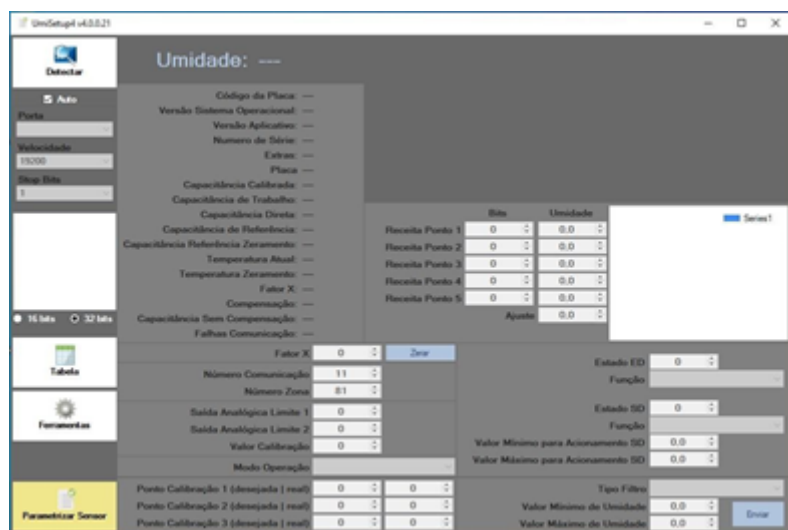 UmiSetup4 v4.0.0.21
Detectar
Auto
Porta
Velocidade
19200
Stop Bits
1
16 bits 32 bits
Tabela
Ferramentas
Parametrizar Sensor
Umidade: ---
Código da Placa: ---
Versão Sistema Operacional: ---
Versão Aplicativo: ---
Numero de Série: ---
Extras: ---
Placa ---
Capacitância Calibrada: ---
Capacitância de Trabalho: ---
Capacitância Direta: ---
Capacitância de Referência: ---
Capacitância Referência Zeramento: ---
Temperatura Atual: ---
Temperatura Zeramento: ---
Fator X: ---
Compensação: ---
Capacitância Sem Compensação: ---
Falhas Comunicação: ---
Bits Umidade
Receita Ponto 1 0 0,0
Receita Ponto 2 0 0,0
Receita Ponto 3 0 0,0
Receita Ponto 4 0 0,0
Receita Ponto 5 0 0,0
Ajuste 0,0
Series1
Fator X 0 Zerar
Número Comunicação 11
Número Zona 81
Saída Analógica Limite 1 0
Saída Analógica Limite 2 0
Valor Calibração 0
Modo Operação
Ponto Calibração 1 (desejada | real) 0 0
Ponto Calibração 2 (desejada | real) 0 0
Ponto Calibração 3 (desejada | real) 0 0
Estado ED 0
Função
Estado SD 0
Função
Valor Mínimo para Acionamento SD 0,0
Valor Máximo para Acionamento SD 0,0
Tipo Filtro
Valor Mínimo de Umidade 0,0
Valor Máximo de Umidade 0,0
Enviar